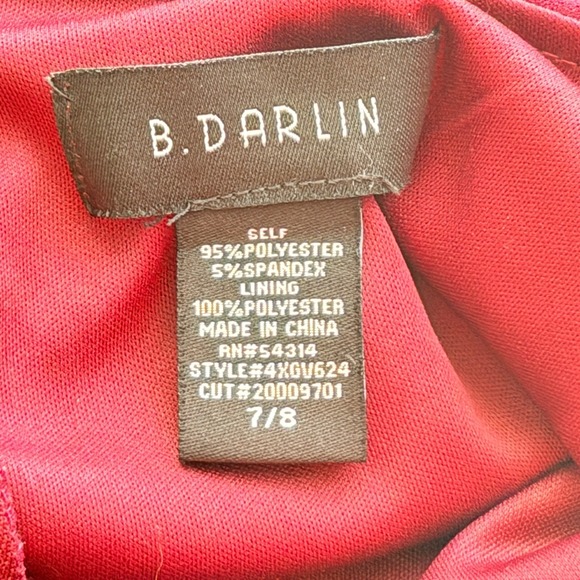 B.DARLIN
SELF
95%POLYESTER
5%SPANDEX
LINING
100%POLYESTER
MADE IN CHINA
RN#54314
STYLE#4XGV624
CUT#20009701
7/8